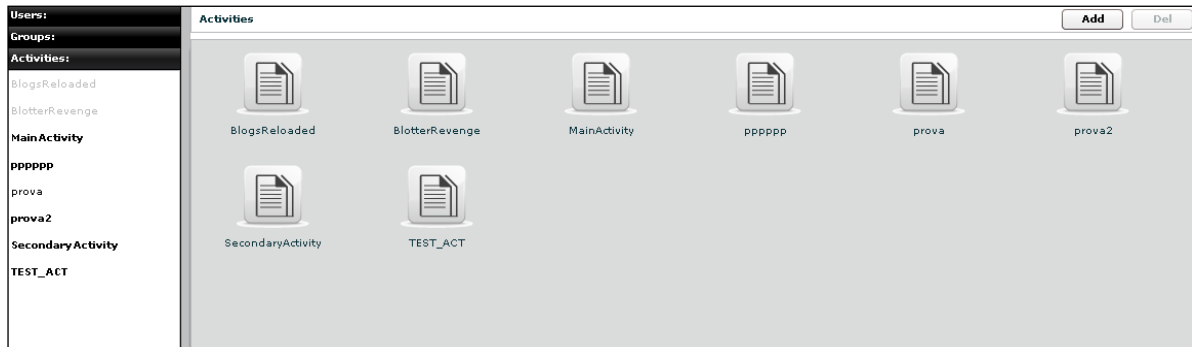 Users:
Groups:
Activities:
BlogsReloaded
BlotterRevenge
MainActivity
pppppp
prova
prova2
SecondaryActivity
TEST_ACT
Activities Add Del
BlogsReloaded BlotterRevenge MainActivity pppppp prova prova2
SecondaryActivity TEST_ACT